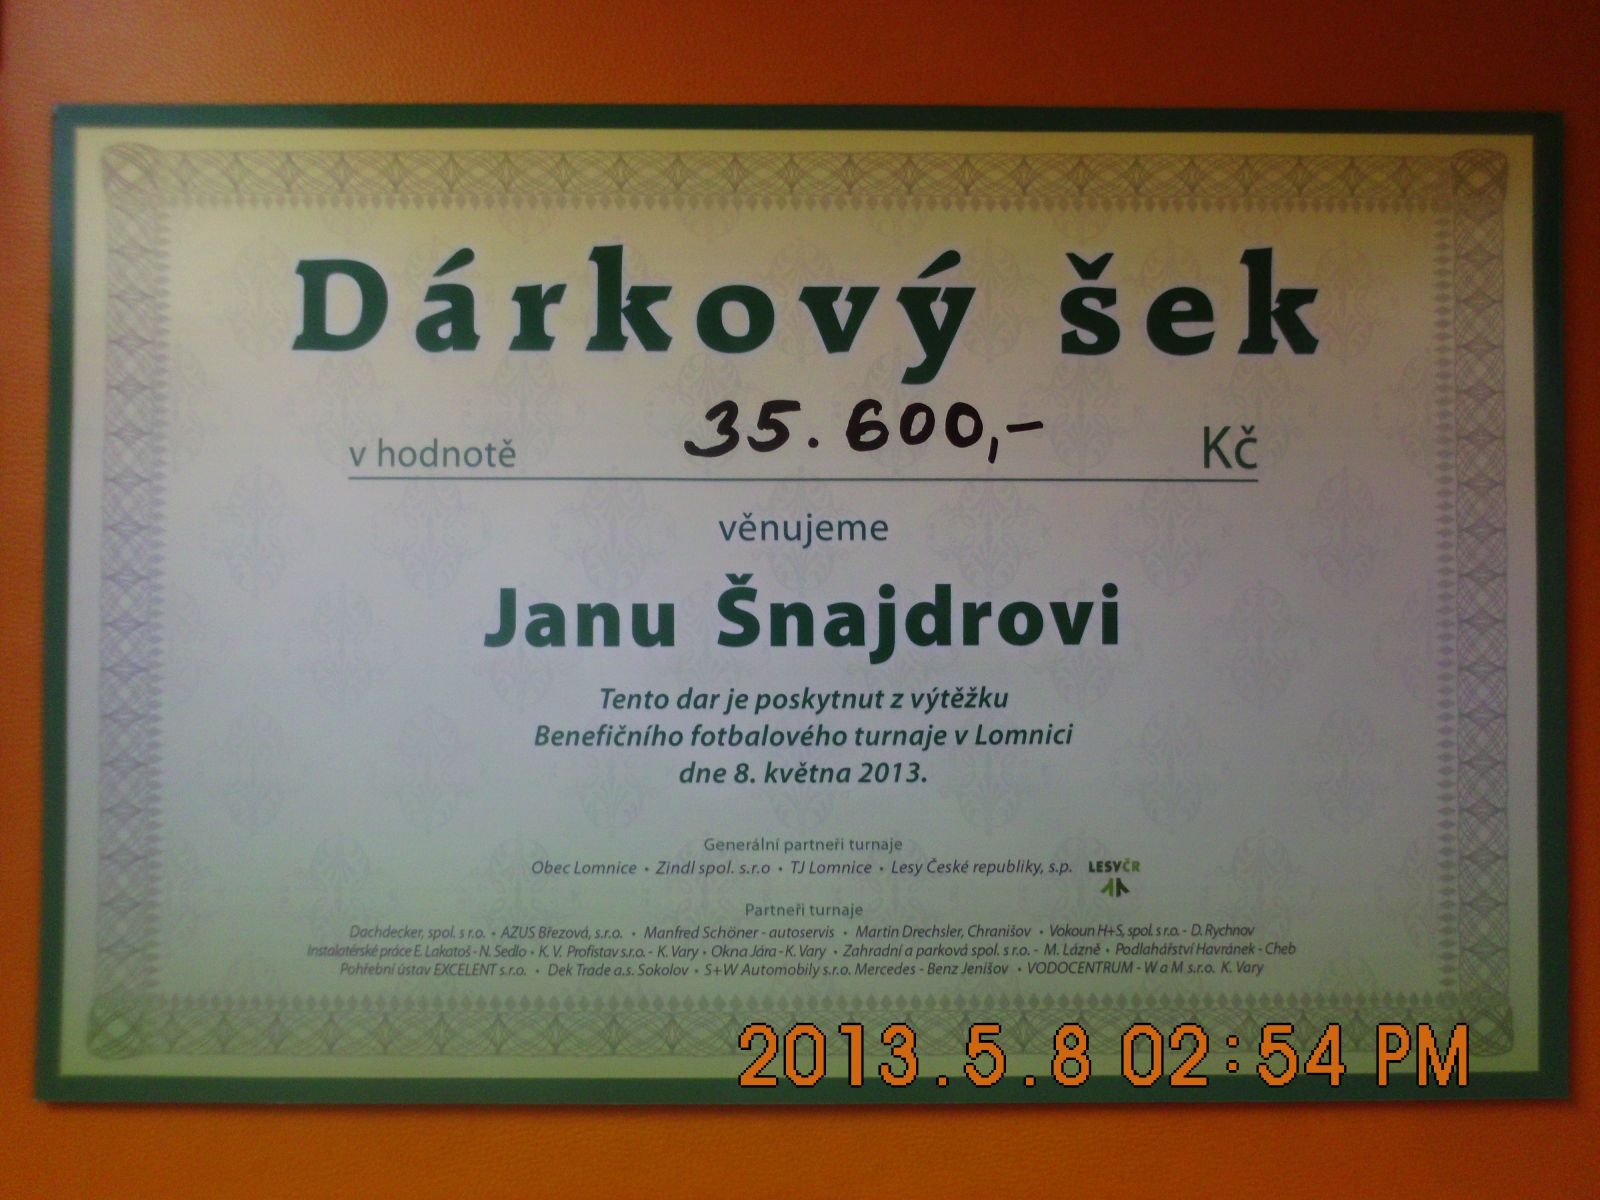 Dárkový šek
v hodnotě 35.600,- Kč
věnujeme
Janu Šnajdrovi
Tento dar je poskytnut z výtěžku
Benefičního fotbalového turnaje v Lomnici
dne 8. května 2013.
Generální partneři turnaje
Obec Lomnice • Zindl spol. s.r.o • TJ Lomnice • Lesy České republiky, s.p. LESYČR
Partneři turnaje
Dachdecker, spol. s r.o. • AZUS Březová, s.r.o. • Manfred Schöner - autoservis • Martin Drechsler, Chranišov • Vokoun H+S, spol. s r.o. - D. Rychnov
Instalatérské práce E. Lakatoš - N. Sedlo • K. V. Profistav s.r.o. - K. Vary • Okna Jára - K. Vary • Zahradní a parková spol. s r.o. - M. Lázně • Podlahářství Havránek - Cheb
Pohřební ústav EXCELENT s.r.o. • Dek Trade a.s. Sokolov • S+W Automobily s.r.o. Mercedes - Benz Jenišov • VODOCENTRUM - W a M s.r.o. K. Vary
2013.5.8 02:54 PM